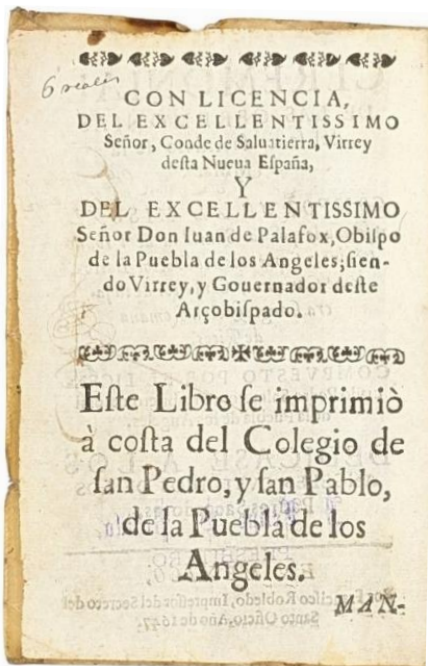 6 reales
CON LICENCIA,
DEL EXCELLENTISSIMO
Señor, Conde de Saluatierra, Virrey
desta Nueua España,
Y
DEL EXCELLENTISSIMO
Señor Don Iuan de Palafox, Obispo
de la Puebla de los Angeles; sien-
do Virrey, y Gouernador deste
Arçobispado.
Este Libro se imprimiò
à costa del Colegio de
san Pedro, y san Pablo,
de la Puebla de los
Angeles.
MAN-